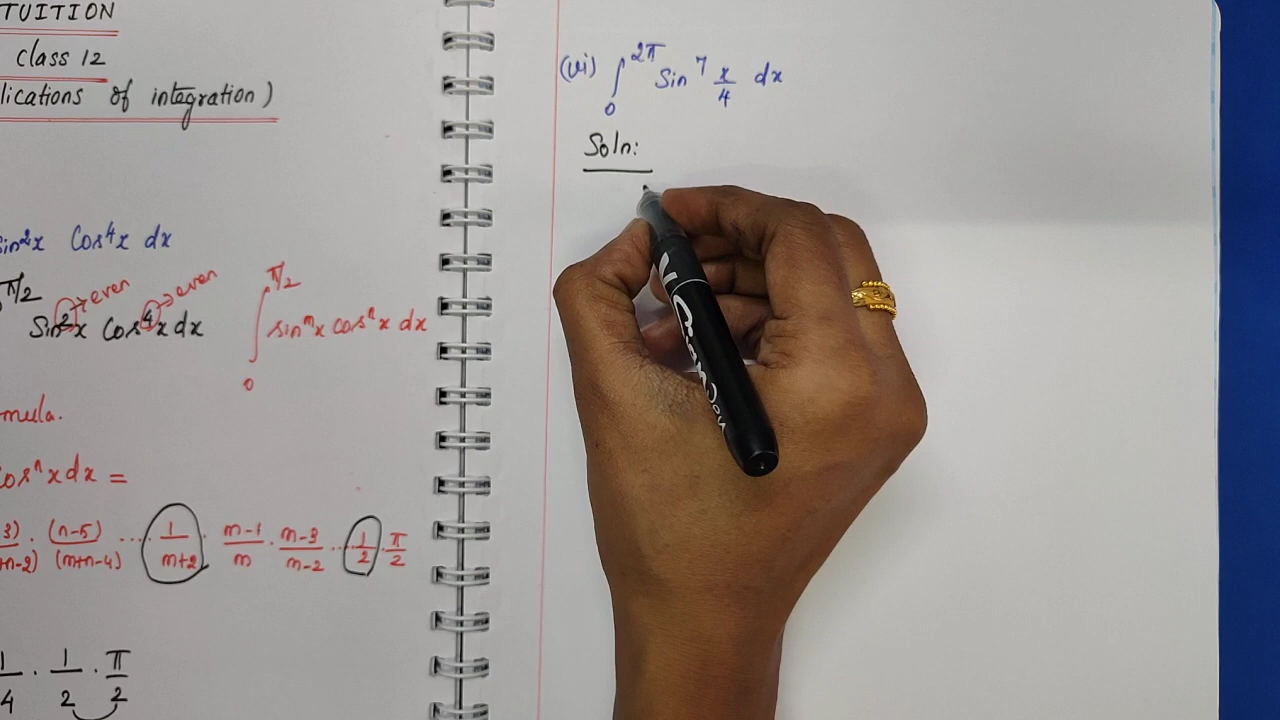 TUITION
Class 12
lications of integration)
sin²x cos⁴x dx
π/2
even
even
Sin²x Cos⁴x dx
∫₀^{π/2} sinᵐx cosⁿx dx
mula.
osⁿx dx =
3)/(+n-2) · (n-5)/(m+n-4) ... 1/(m+2) · (m-1)/m · (m-3)/(m-2) ... 1/2 · π/2
1/4 · 1/2 · π/2
(vi) ∫₀^{2π} Sin⁷ x/4 dx
Soln: